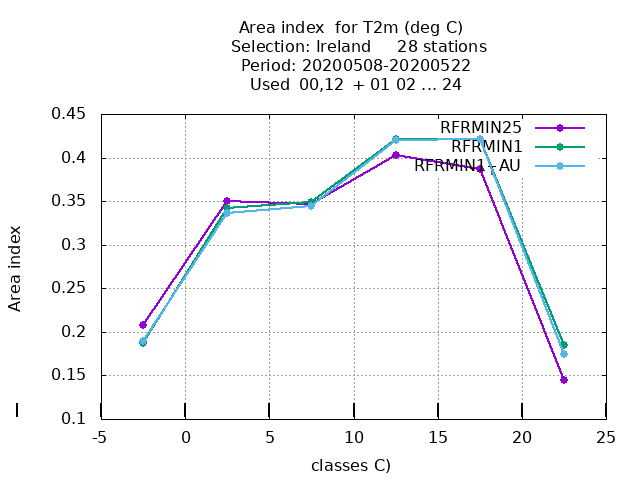 Area index  for T2m (deg C)
Selection: Ireland     28 stations
Period: 20200508-20200522
Used  00,12  + 01 02 ... 24
0.45
0.4
0.35
0.3
0.25
0.2
0.15
0.1
RFRMIN25
RFRMIN1
RFRMIN1+AU
Area index
-5
0
5
10
15
20
25
classes C)